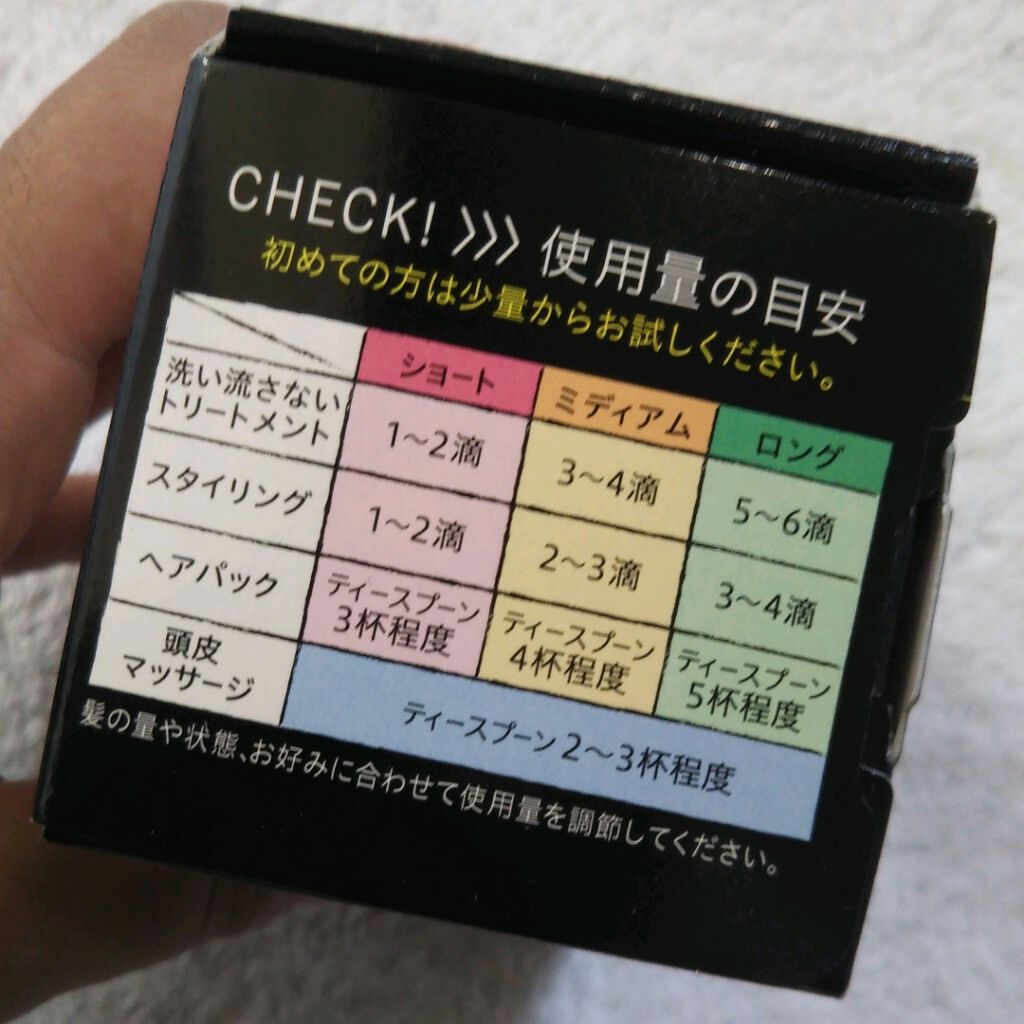 CHECK! 〉〉〉 使用量の目安
初めての方は少量からお試しください。
ショート ミディアム ロング
洗い流さない
トリートメント
1〜2滴 3〜4滴 5〜6滴
スタイリング 1〜2滴 2〜3滴 3〜4滴
ヘアパック
ティースプーン
3杯程度
ティースプーン
4杯程度
ティースプーン
5杯程度
頭皮
マッサージ
ティースプーン2〜3杯程度
髪の量や状態、お好みに合わせて使用量を調節してください。